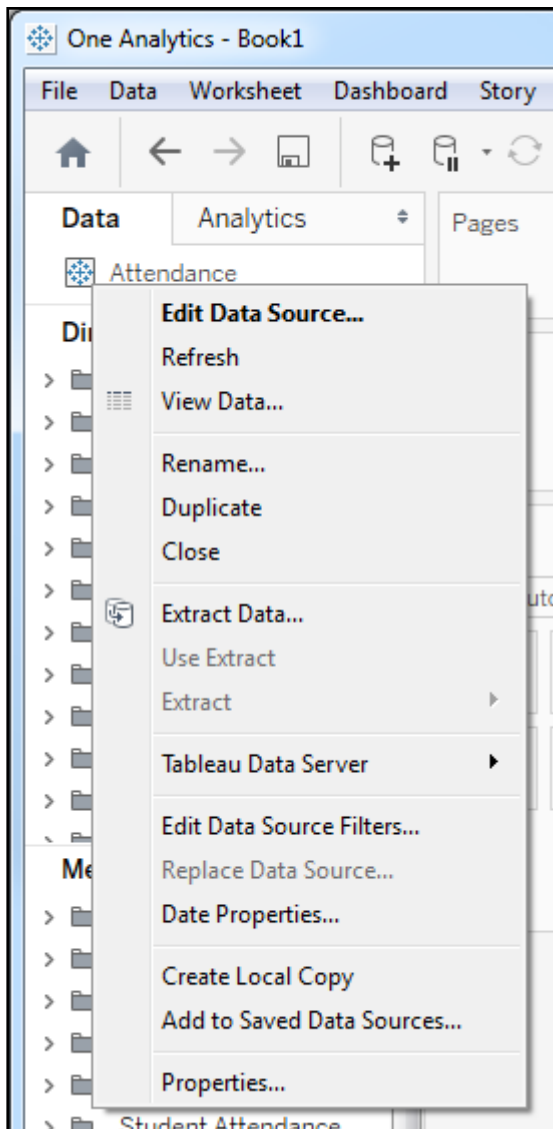 One Analytics - Book1
File Data Worksheet Dashboard Story
Data Analytics Pages
Attendance
Edit Data Source...
Refresh
View Data...
Rename...
Duplicate
Close
Extract Data...
Use Extract
Extract
Tableau Data Server
Edit Data Source Filters...
Replace Data Source...
Date Properties...
Create Local Copy
Add to Saved Data Sources...
Properties...
Student Attendance